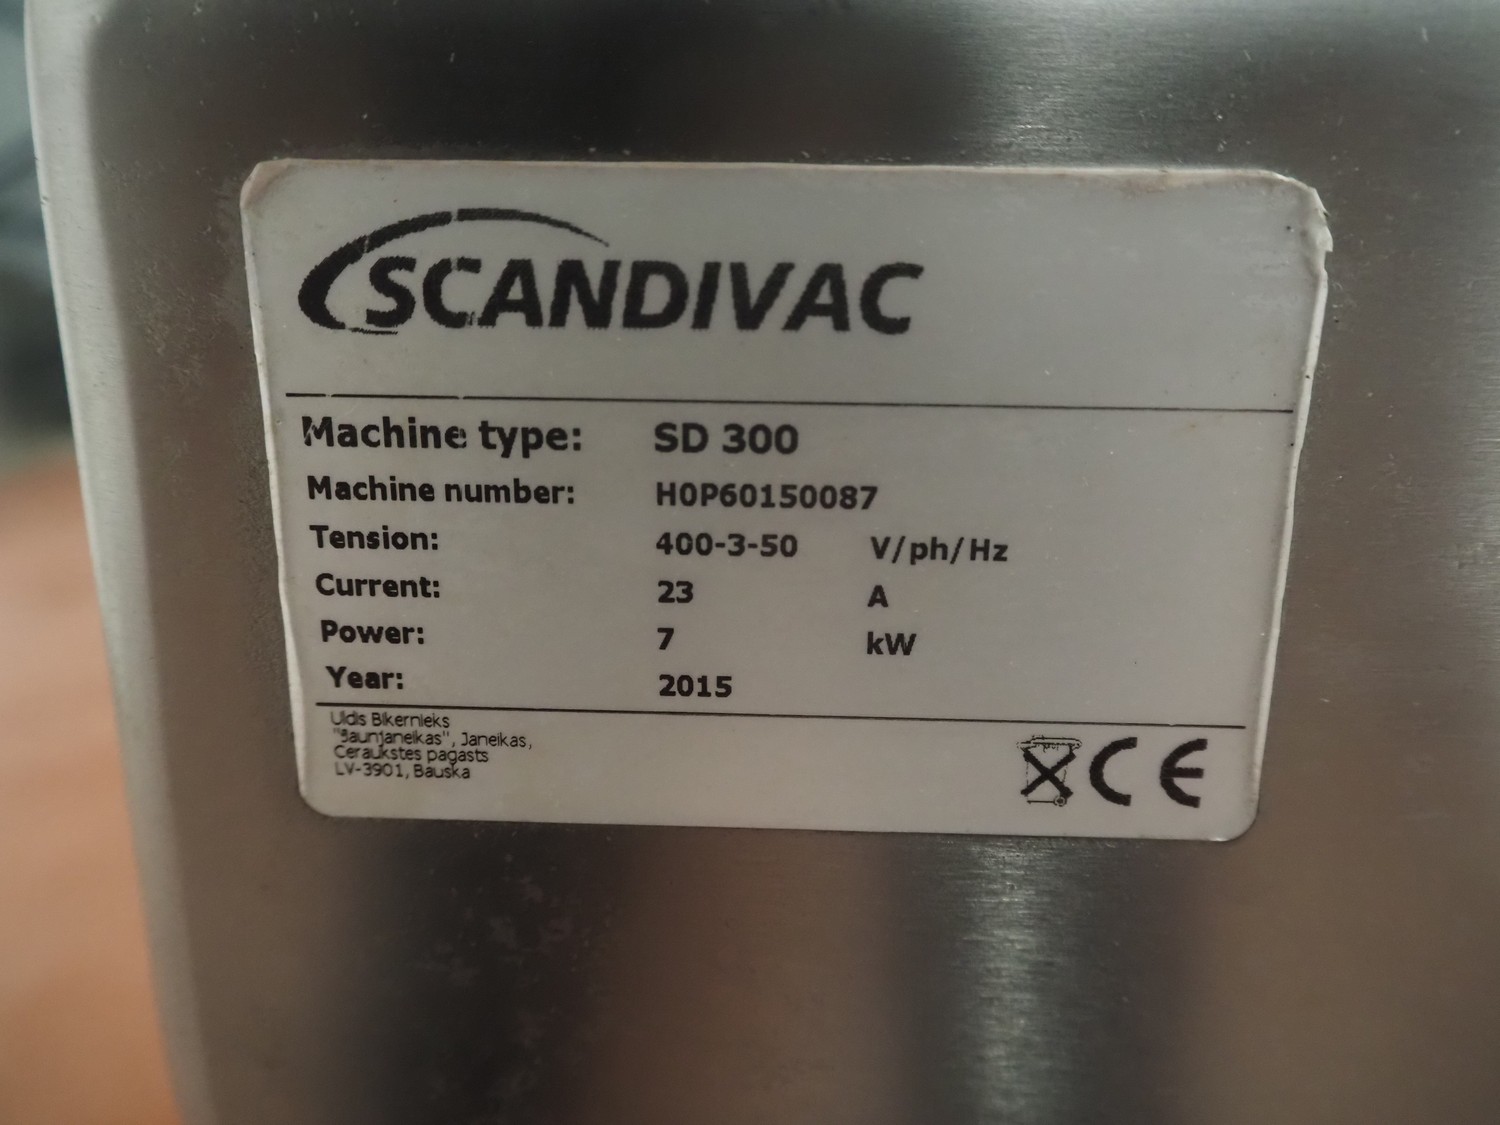 SCANDIVAC
Machine type: SD 300
Machine number: H0P60150087
Tension: 400-3-50 V/ph/Hz
Current: 23 A
Power: 7 kW
Year: 2015
Uldis Bikernieks
"Jaunjaneikas", Janeikas,
Ceraukstes pagasts
LV-3901, Bauska
CE